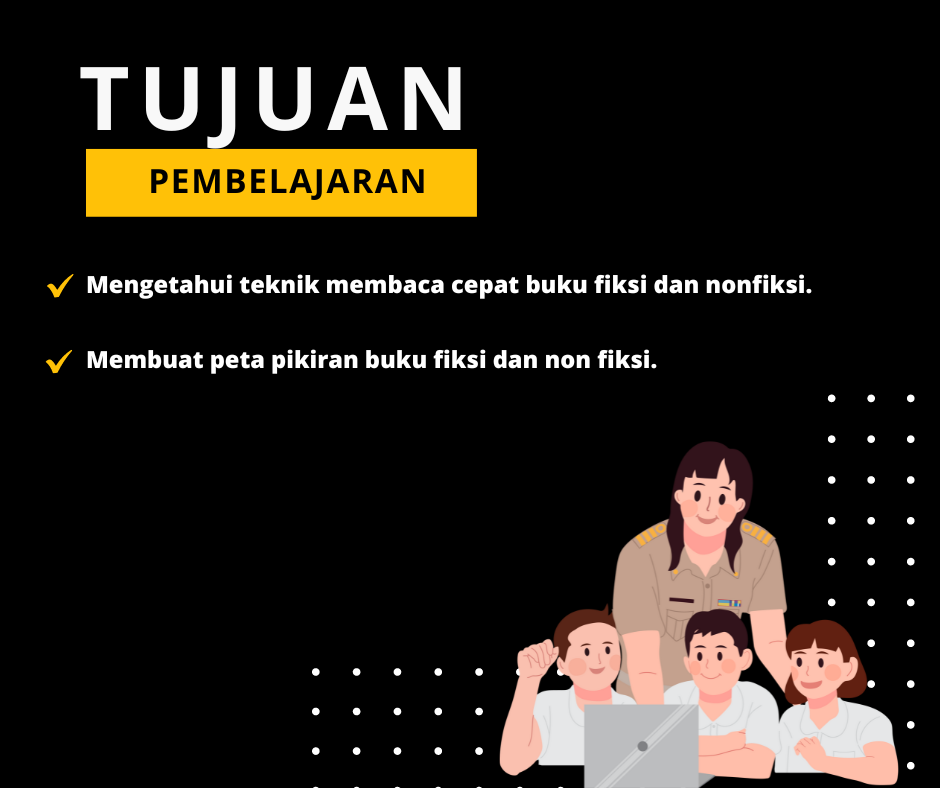 TUJUAN
PEMBELAJARAN
Mengetahui teknik membaca cepat buku fiksi dan nonfiksi.
Membuat peta pikiran buku fiksi dan non fiksi.